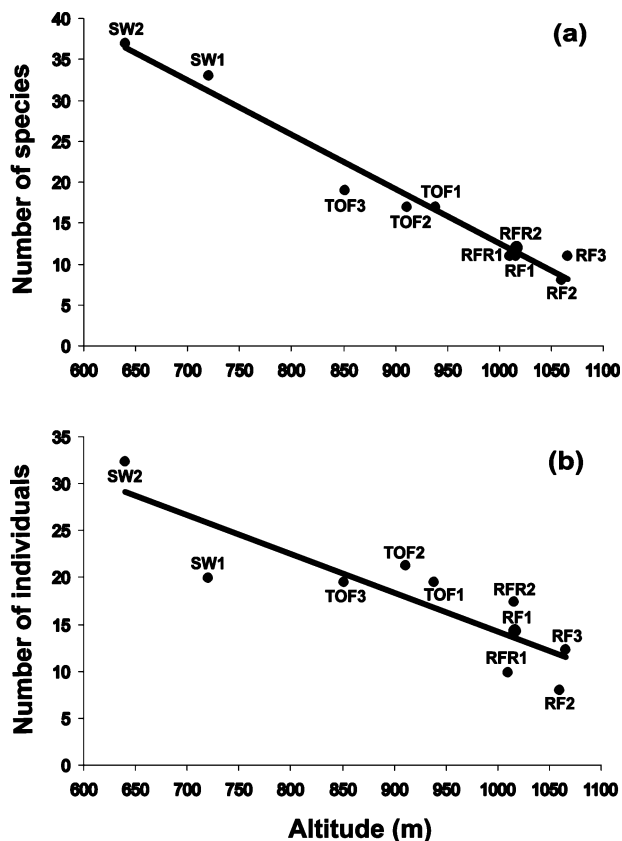 (a)
Number of species
40
35
30
25
20
15
10
5
0
SW2
SW1
TOF3
TOF2
TOF1
RFR2
RFR1
RF1
RF3
RF2
600 650 700 750 800 850 900 950 1000 1050 1100
(b)
Number of individuals
35
30
25
20
15
10
5
0
SW2
SW1
TOF3
TOF2
TOF1
RFR2
RF1
RF3
RFR1
RF2
600 650 700 750 800 850 900 950 1000 1050 1100
Altitude (m)